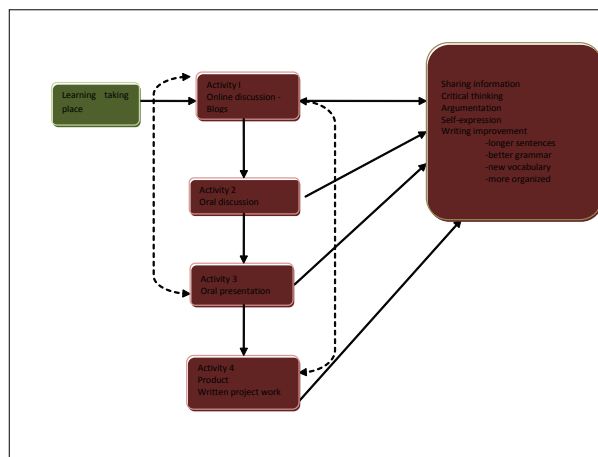 Learning taking
place
Activity 1
Online discussion -
Blogs
Activity 2
Oral discussion
Activity 3
Oral presentation
Activity 4
Product
Written project work
Sharing information
Critical thinking
Argumentation
Self-expression
Writing improvement
-longer sentences
-better grammar
-new vocabulary
-more organized